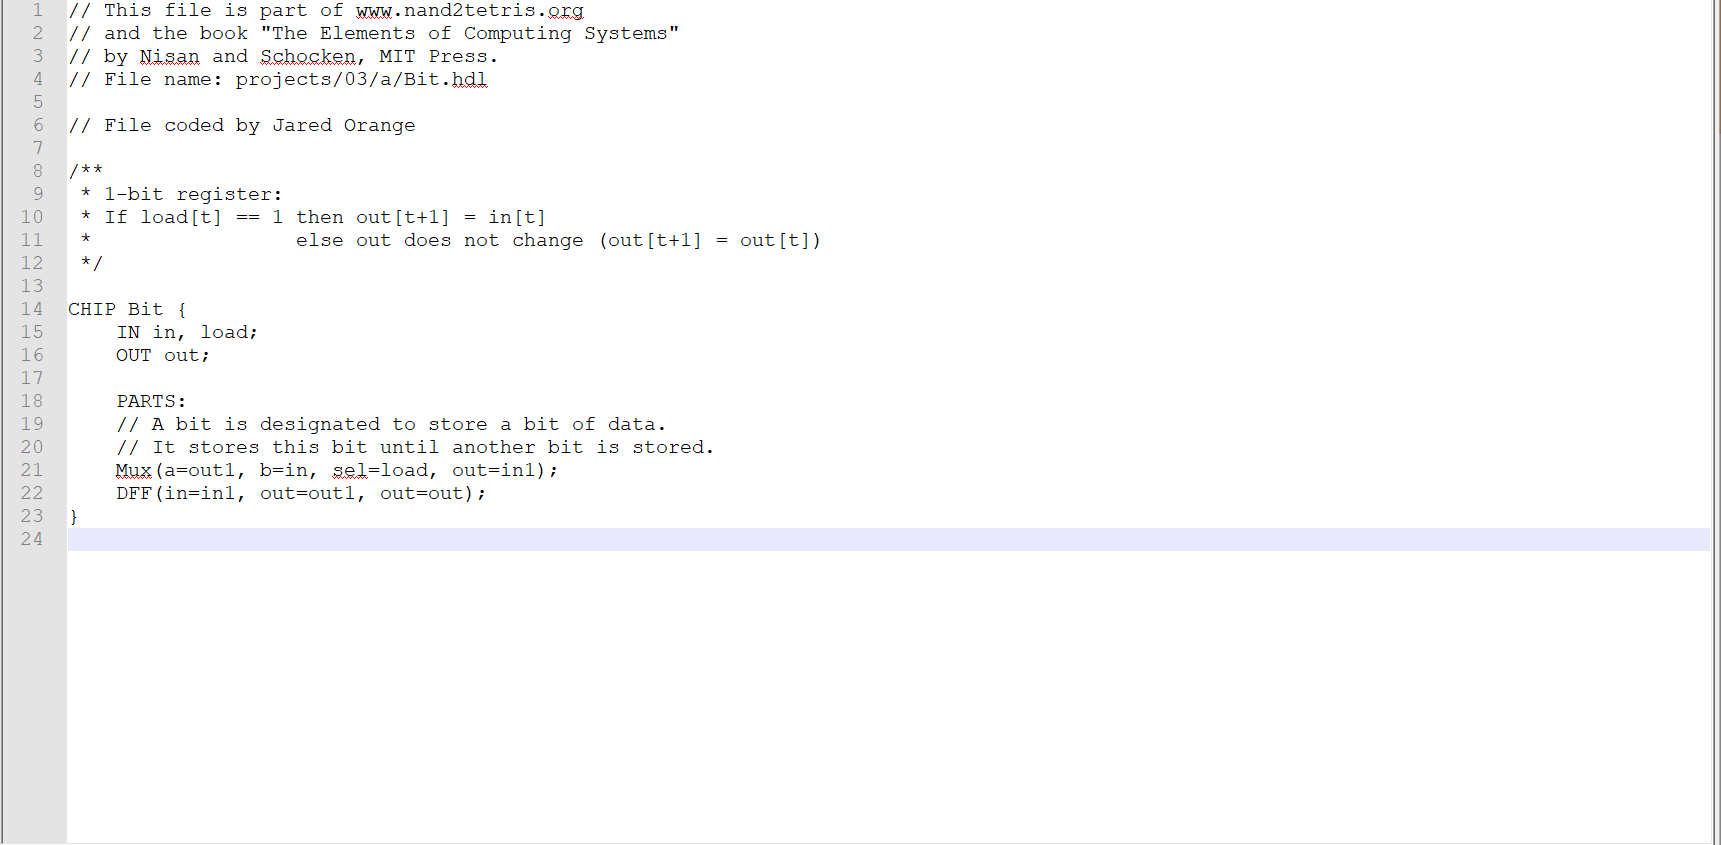 1 // This file is part of www.nand2tetris.org
2 // and the book "The Elements of Computing Systems"
3 // by Nisan and Schocken, MIT Press.
4 // File name: projects/03/a/Bit.hdl
5
6 // File coded by Jared Orange
7
8 /**
9  * 1-bit register:
10  * If load[t] == 1 then out[t+1] = in[t]
11  *                 else out does not change (out[t+1] = out[t])
12  */
13
14 CHIP Bit {
15     IN in, load;
16     OUT out;
17
18     PARTS:
19     // A bit is designated to store a bit of data.
20     // It stores this bit until another bit is stored.
21     Mux(a=out1, b=in, sel=load, out=in1);
22     DFF(in=in1, out=out1, out=out);
23 }
24